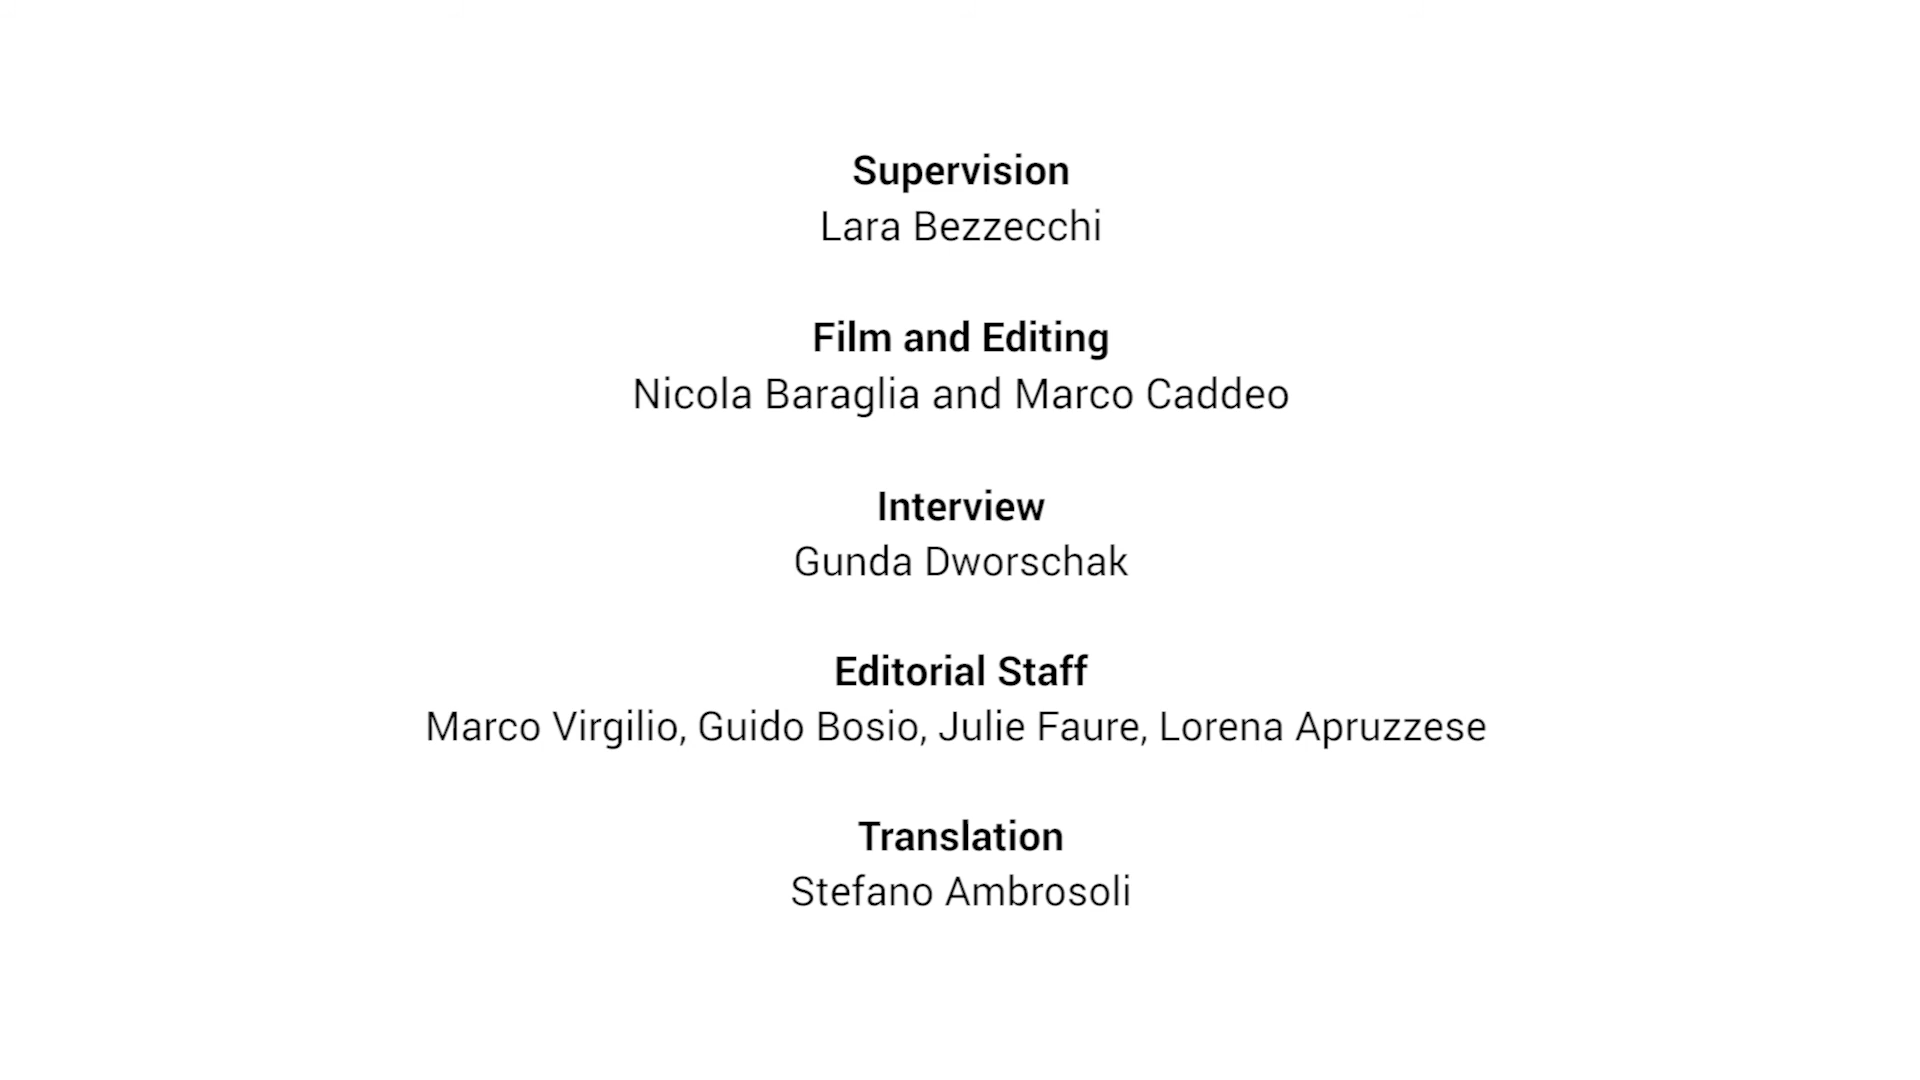 Supervision
Lara Bezzecchi
Film and Editing
Nicola Baraglia and Marco Caddeo
Interview
Gunda Dworschak
Editorial Staff
Marco Virgilio, Guido Bosio, Julie Faure, Lorena Apruzzese
Translation
Stefano Ambrosoli